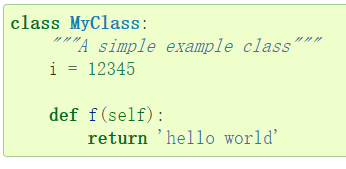 class MyClass:
    """A simple example class"""
    i = 12345

    def f(self):
        return 'hello world'